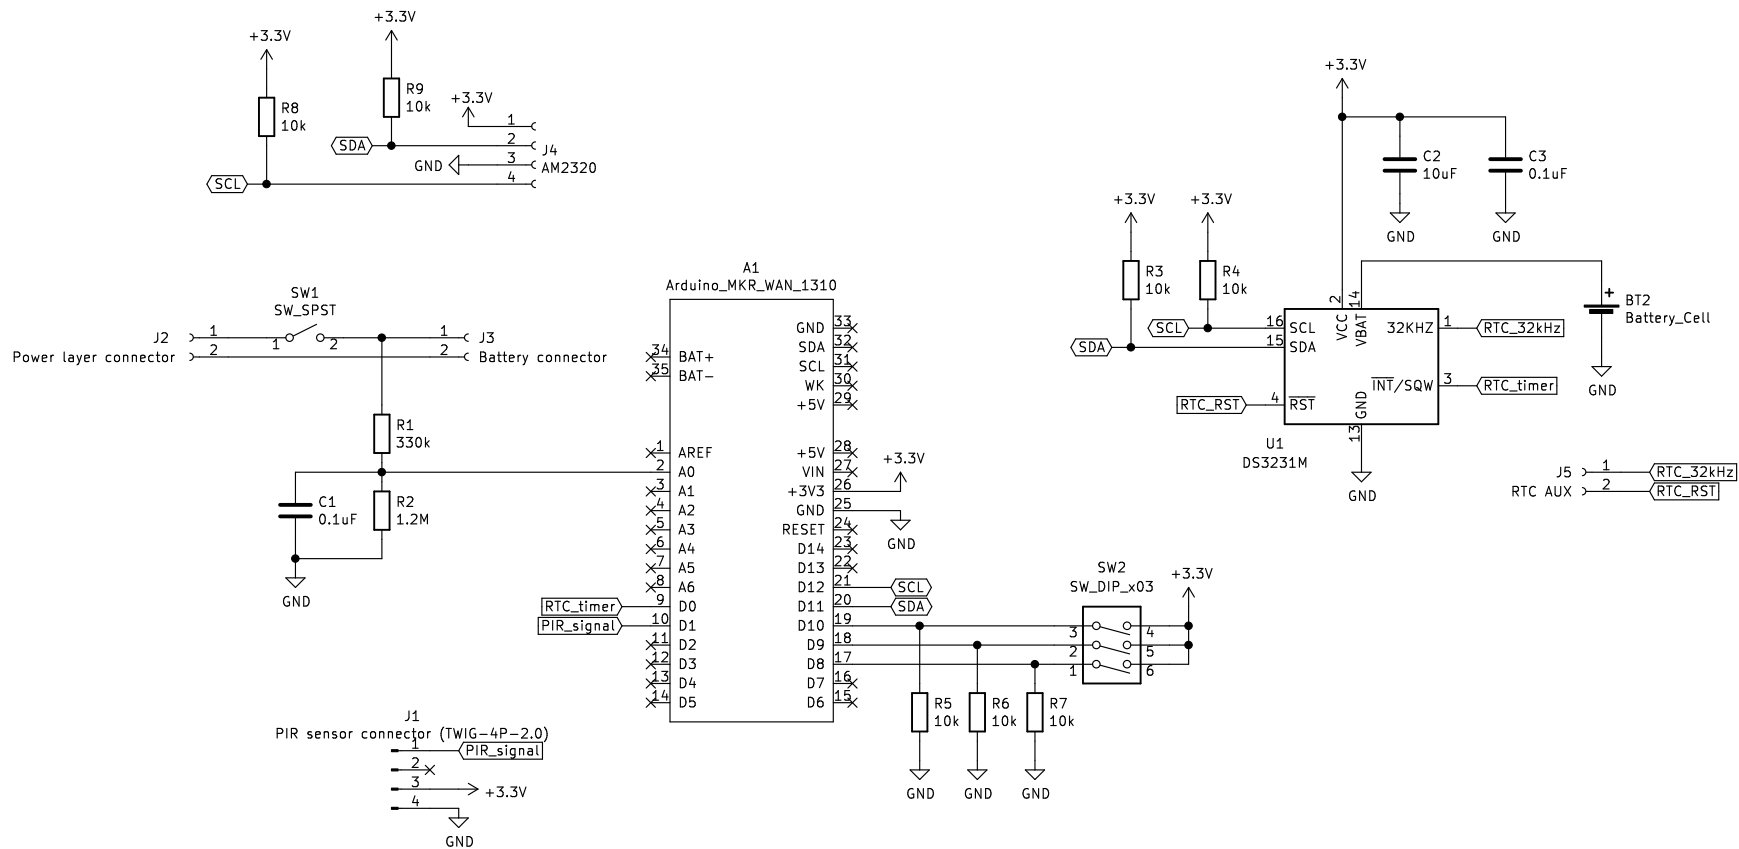 +3.3V
R8
10k
+3.3V
R9
10k
+3.3V
1
2
3
4
J4
AM2320
SDA
GND
SCL
SW1
SW_SPST
J2
Power layer connector
1
2
1
2
1
2
J3
Battery connector
R1
330k
C1
0.1uF
R2
1.2M
GND
J1
PIR sensor connector (TWIG-4P-2.0)
1
PIR_signal
2
3
+3.3V
4
GND
A1
Arduino_MKR_WAN_1310
34
BAT+
35
BAT-
1
AREF
2
A0
3
A1
4
A2
5
A3
6
A4
7
A5
8
A6
RTC_timer
9
D0
PIR_signal
10
D1
11
D2
12
D3
13
D4
14
D5
GND
33
SDA
32
SCL
31
WK
30
+5V
29
+5V
28
VIN
27
+3V3
26
+3.3V
GND
25
GND
RESET
24
D14
23
D13
22
D12
21
SCL
D11
20
SDA
D10
19
D9
18
D8
17
D7
16
D6
15
R5
10k
GND
R6
10k
GND
R7
10k
GND
SW2
SW_DIP_x03
+3.3V
3
4
2
5
1
6
+3.3V
C2
10uF
GND
C3
0.1uF
GND
+3.3V
R3
10k
+3.3V
R4
10k
SCL
16
SCL
SDA
15
SDA
RTC_RST
4
RST
2
VCC
14
VBAT
32KHZ
1
RTC_32kHz
INT/SQW
3
RTC_timer
GND
13
GND
U1
DS3231M
+
BT2
Battery_Cell
GND
J5
RTC AUX
1
RTC_32kHz
2
RTC_RST